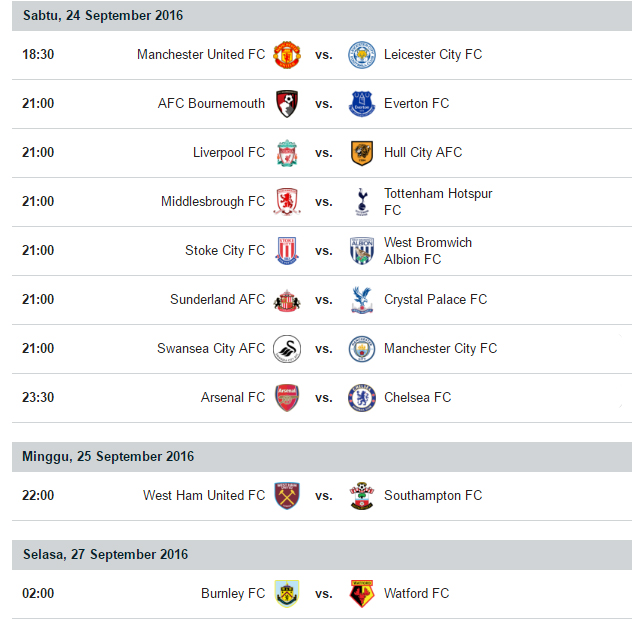 Sabtu, 24 September 2016
18:30 Manchester United FC vs. Leicester City FC
21:00 AFC Bournemouth vs. Everton FC
21:00 Liverpool FC vs. Hull City AFC
21:00 Middlesbrough FC vs. Tottenham Hotspur
FC
21:00 Stoke City FC vs. West Bromwich
Albion FC
21:00 Sunderland AFC vs. Crystal Palace FC
21:00 Swansea City AFC vs. Manchester City FC
23:30 Arsenal FC vs. Chelsea FC
Minggu, 25 September 2016
22:00 West Ham United FC vs. Southampton FC
Selasa, 27 September 2016
02:00 Burnley FC vs. Watford FC